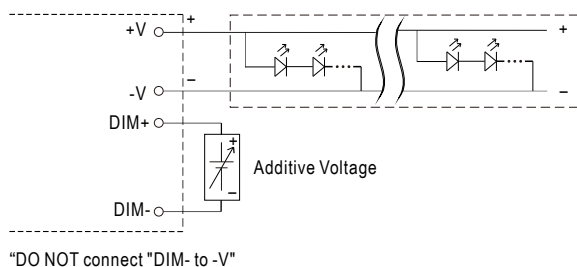 +V
+
-V
−
+
−
DIM+
+
−
Additive Voltage
DIM-
“DO NOT connect "DIM- to -V"